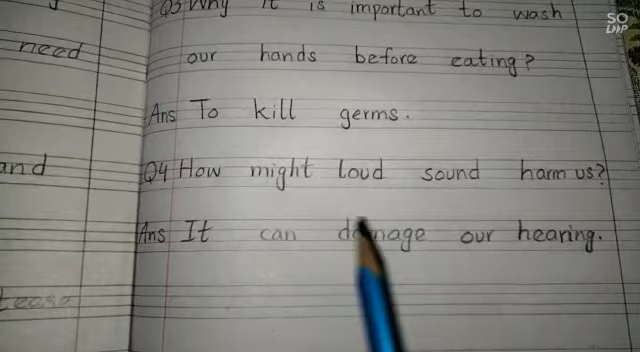 Q3 Why it is important to wash
our hands before eating?
Ans To kill germs.
Q4 How might loud sound harm us?
Ans It can damage our hearing.
need
and